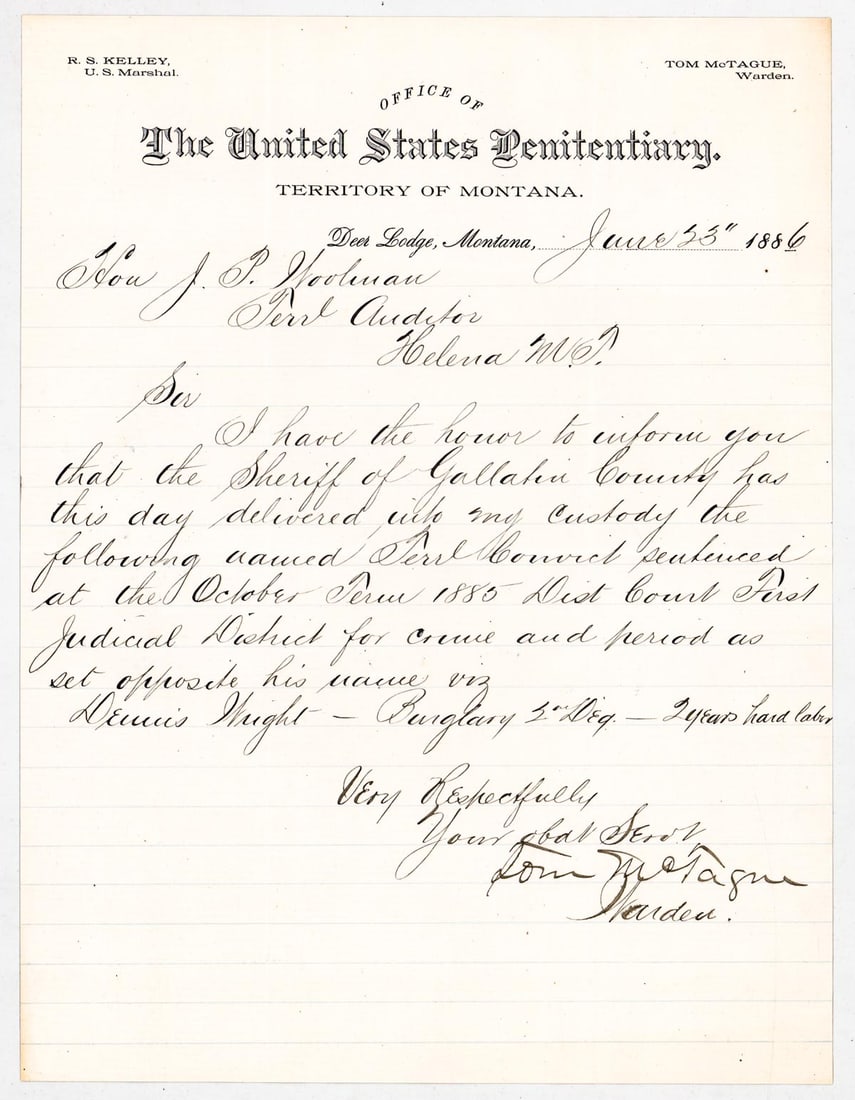 R. S. KELLEY,
U. S. Marshal.
TOM McTAGUE,
Warden.
OFFICE OF
The United States Penitentiary.
TERRITORY OF MONTANA.
Deer Lodge, Montana, June 23" 1886
Hon J. P. Woolman
Terrl Auditor
Helena M.T.
Sir
I have the honor to inform you
that the Sheriff of Gallatin County has
this day delivered into my custody the
following named Terrl Convict sentenced
at the October Term 1885 Dist Court First
Judicial District for crime and period as
set opposite his name viz
Dennis Wright — Burglary 2nd Deg. — 2 years hard labor
Very Respectfully
Your obdt Servt,
Tom McTague
Warden.